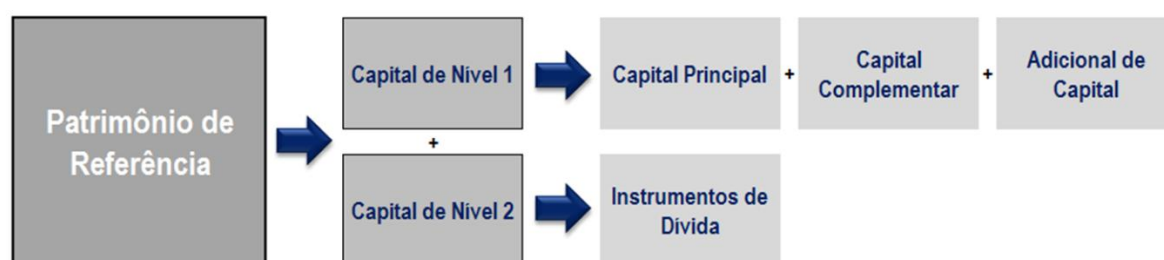 Patrimônio de
Referência
Capital de Nível 1
Capital Principal
+
Capital
Complementar
+
Adicional de
Capital
+
Capital de Nível 2
Instrumentos de
Dívida